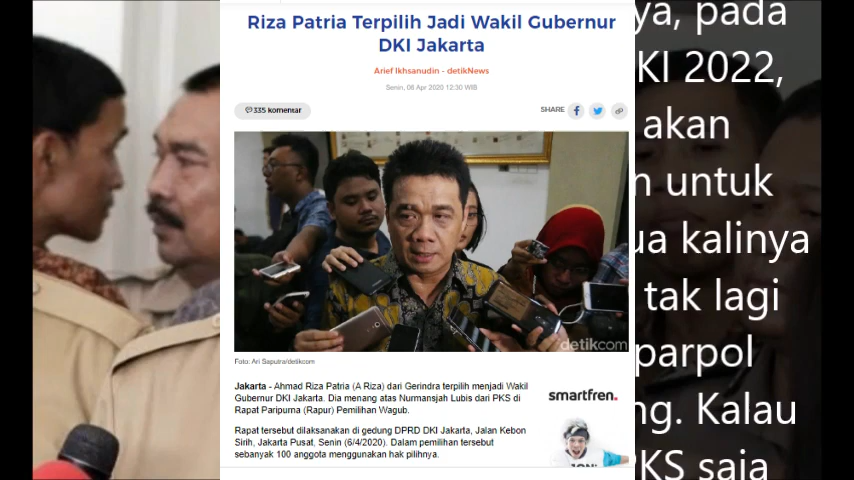 Riza Patria Terpilih Jadi Wakil Gubernur
DKI Jakarta
Arief Ikhsanudin - detikNews
Senin, 06 Apr 2020 12:30 WIB
335 komentar
SHARE
detikcom
Foto: Ari Saputra/detikcom
Jakarta - Ahmad Riza Patria (A Riza) dari Gerindra terpilih menjadi Wakil
Gubernur DKI Jakarta. Dia menang atas Nurmansjah Lubis dari PKS di
Rapat Paripurna (Rapur) Pemilihan Wagub.
Rapat tersebut dilaksanakan di gedung DPRD DKI Jakarta, Jalan Kebon
Sirih, Jakarta Pusat, Senin (6/4/2020). Dalam pemilihan tersebut
sebanyak 100 anggota menggunakan hak pilihnya.
smartfren.
ya, pada
KI 2022,
akan
n untuk
ua kalinya
tak lagi
parpol
ng. Kalau
PKS saja